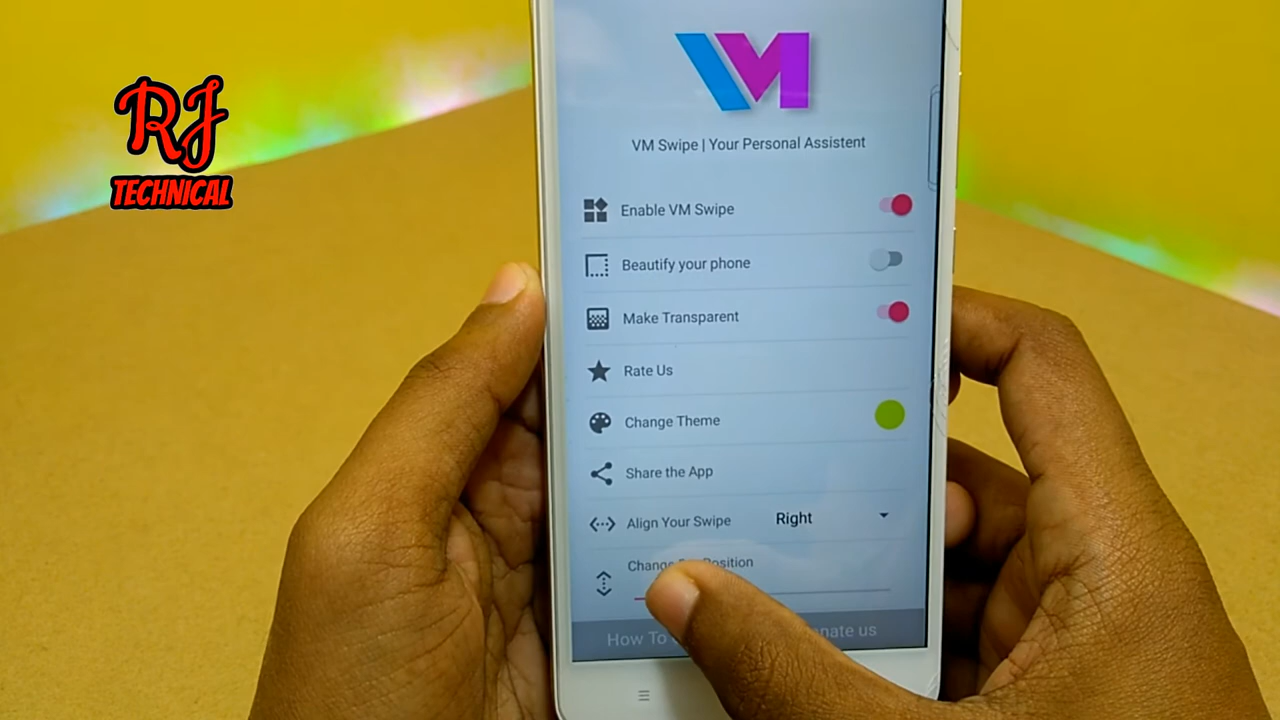 RJ
TECHNICAL
VM
VM Swipe | Your Personal Assistent
Enable VM Swipe
Beautify your phone
Make Transparent
Rate Us
Change Theme
Share the App
Align Your Swipe Right
Change Position
How To nate us